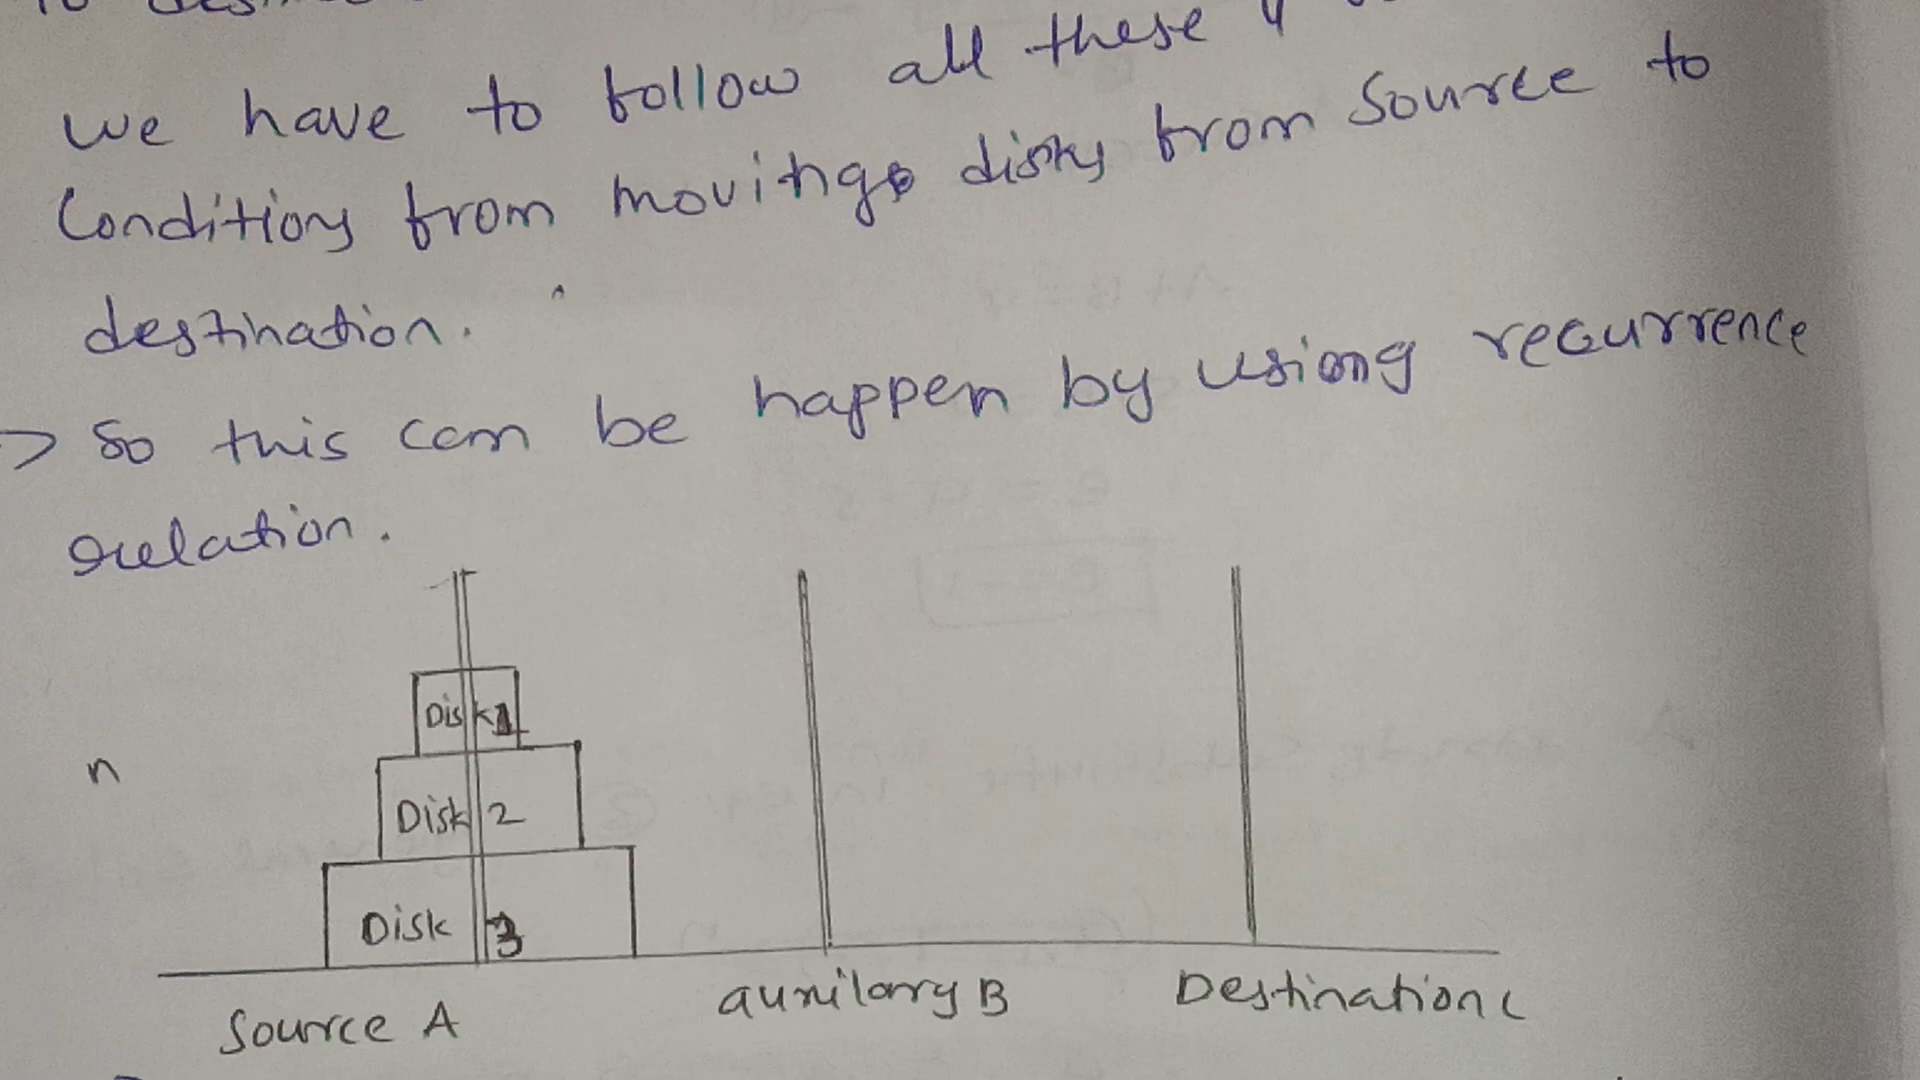 we have to follow all these 4
Conditions from moving disks from Source to
destination.
→ So this can be happen by using recurrence
relation.
Disk 1
n
Disk 2
Disk 3
Source A
auxilary B
Destination C